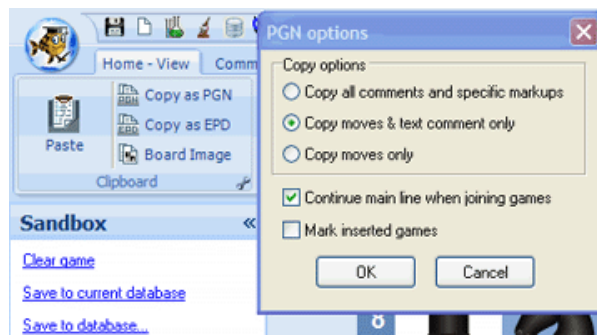 PGN options
Home - View
Comm
Copy options
Copy as PGN
Copy all comments and specific markups
Copy as EPD
Copy moves & text comment only
Paste
Board Image
Copy moves only
Clipboard
Continue main line when joining games
Sandbox
Mark inserted games
Clear game
OK
Cancel
Save to current database
Save to database...
8